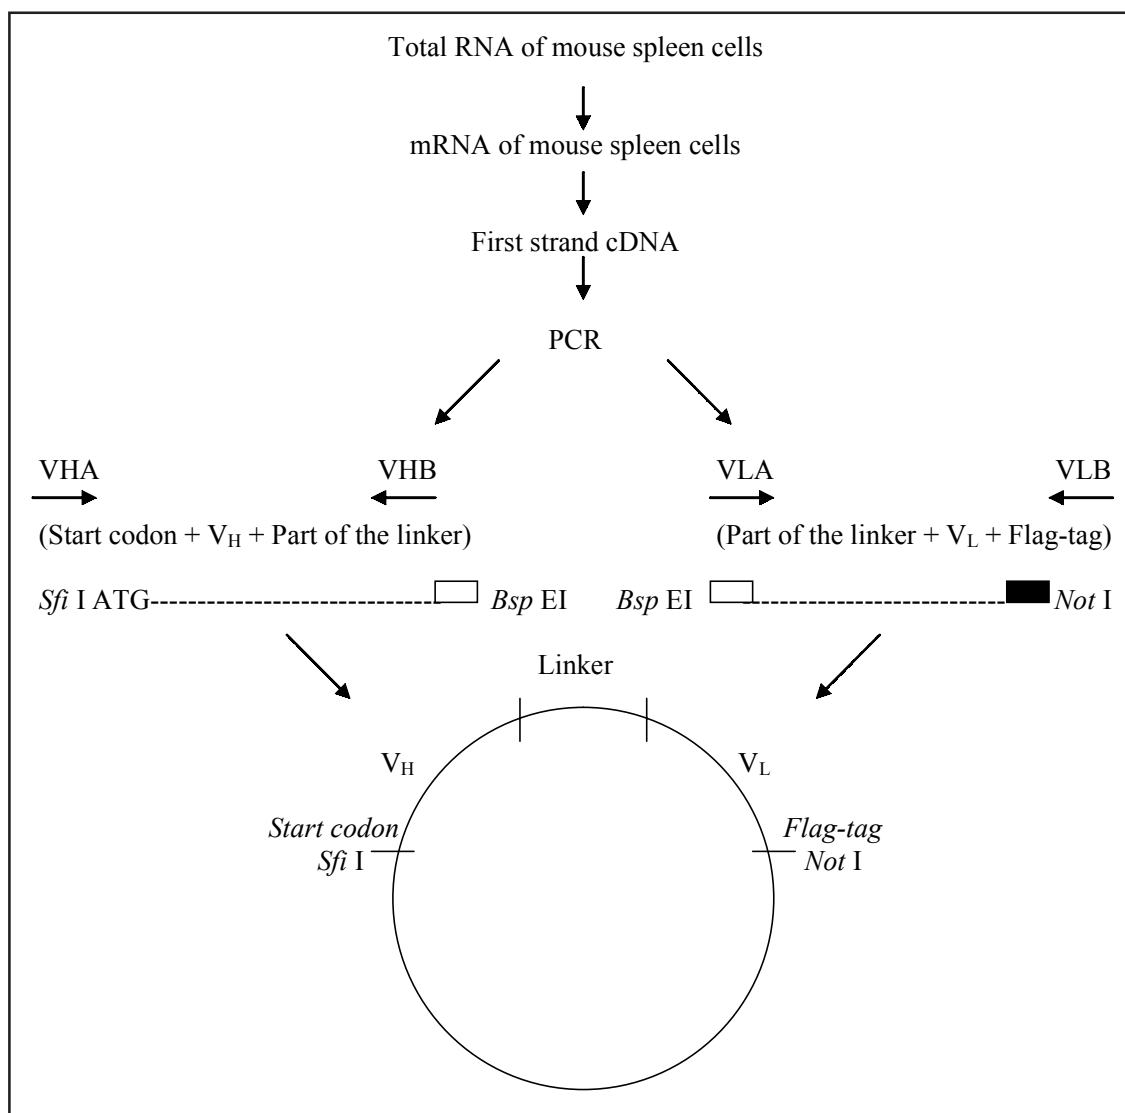 Total RNA of mouse spleen cells
mRNA of mouse spleen cells
First strand cDNA
PCR
VHA VHB VLA VLB
(Start codon + VH + Part of the linker) (Part of the linker + VL + Flag-tag)
Sfi I ATG Bsp EI Bsp EI Not I
Linker
VH VL
Start codon Flag-tag
Sfi I Not I